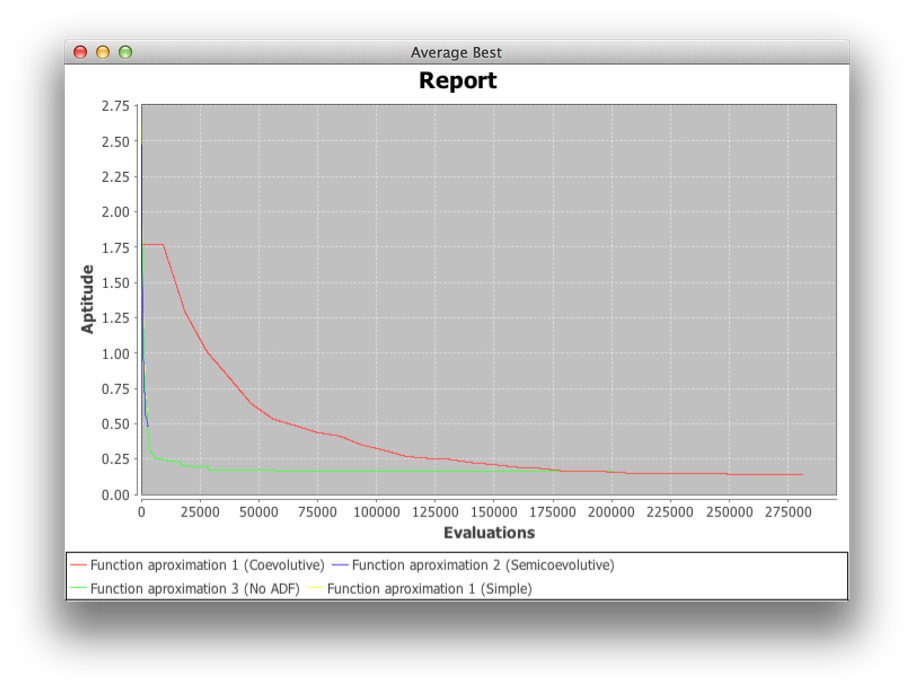 Average Best
Report
2.75
2.50
2.25
2.00
1.75
1.50
1.25
1.00
0.75
0.50
0.25
0.00
Aptitude
0 25000 50000 75000 100000 125000 150000 175000 200000 225000 250000 275000
Evaluations
Function aproximation 1 (Coevolutive) Function aproximation 2 (Semicoevolutive)
Function aproximation 3 (No ADF) Function aproximation 1 (Simple)